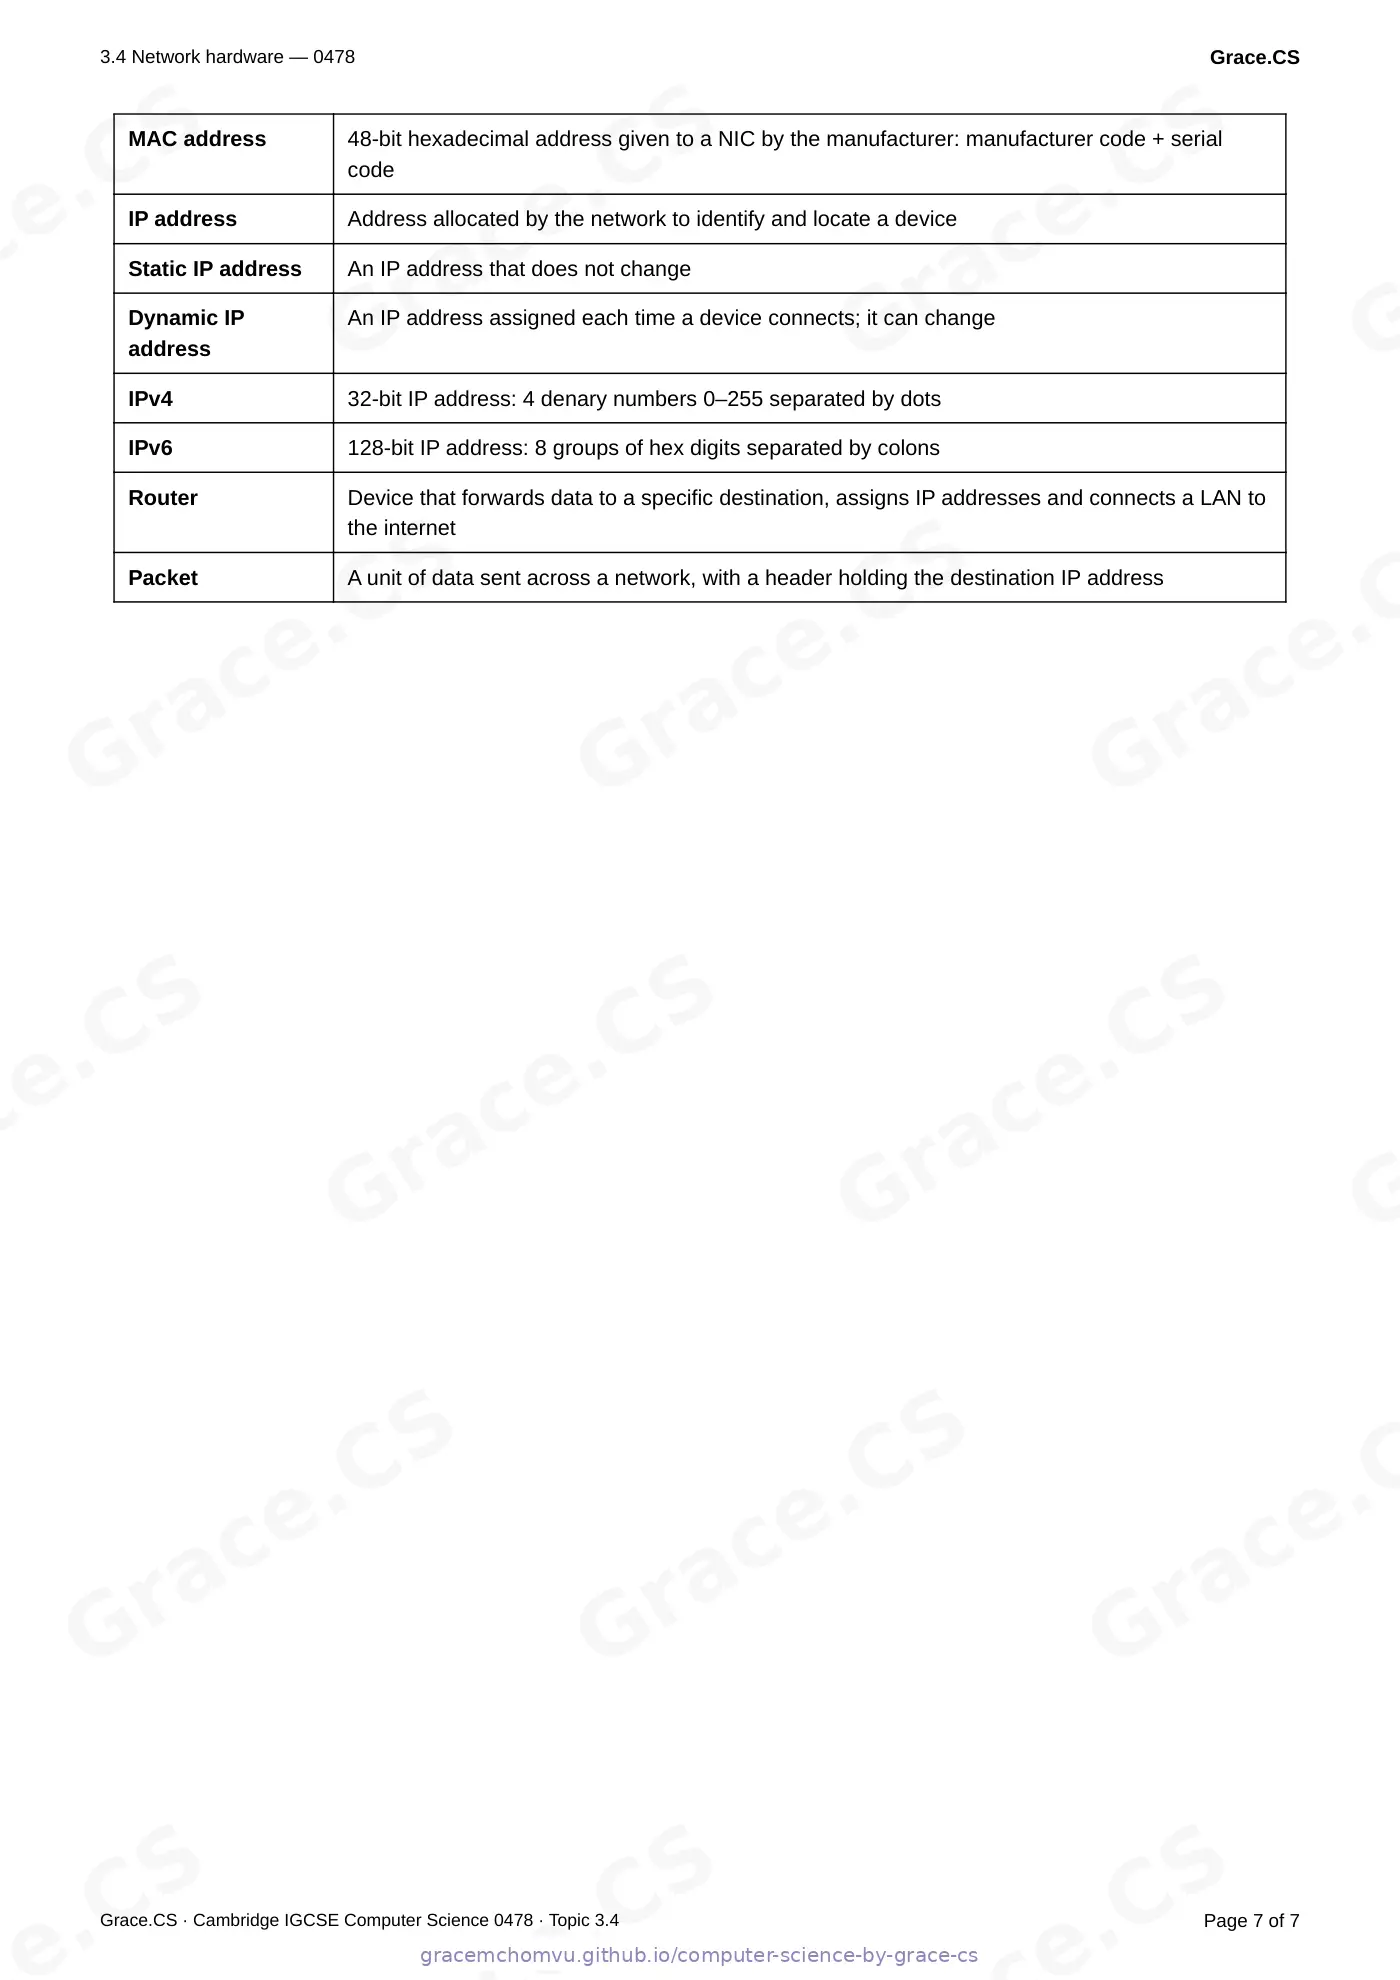 3.4 Network hardware — 0478
Grace.CS
MAC address
48-bit hexadecimal address given to a NIC by the manufacturer: manufacturer code + serial
code
IP address
Address allocated by the network to identify and locate a device
Static IP address
An IP address that does not change
Dynamic IP
address
An IP address assigned each time a device connects; it can change
IPv4
32-bit IP address: 4 denary numbers 0–255 separated by dots
IPv6
128-bit IP address: 8 groups of hex digits separated by colons
Router
Device that forwards data to a specific destination, assigns IP addresses and connects a LAN to
the internet
Packet
A unit of data sent across a network, with a header holding the destination IP address
Grace.CS · Cambridge IGCSE Computer Science 0478 · Topic 3.4
Page 7 of 7
gracemchomvu.github.io/computer-science-by-grace-cs